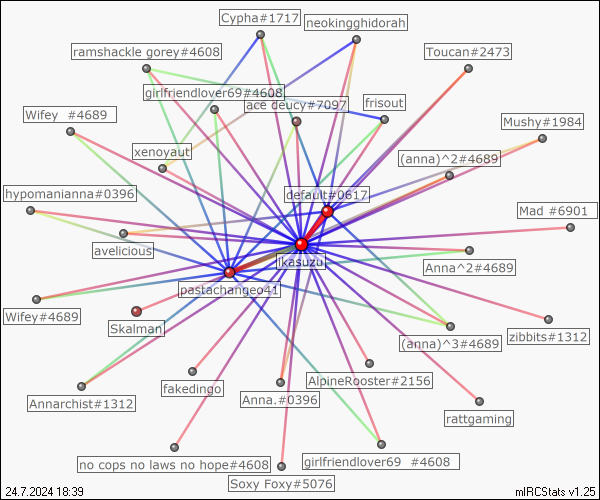 Cypha#1717
neokingghidorah
ramshackle gorey#4608
Toucan#2473
girlfriendlover69#4608
ace deucy#7097
frisout
Wifey  #4689
Mushy#1984
xenoyaut
(anna)^2#4689
hypomanianna#0396
default#0617
Mad #6901
avelicious
ikasuzu
Anna^2#4689
pastachangeo41
Wifey#4689
Skalman
zibbits#1312
(anna)^3#4689
AlpineRooster#2156
fakedingo
Annarchist#1312
Anna.#0396
rattgaming
no cops no laws no hope#4608
girlfriendlover69  #4608
Soxy Foxy#5076
24.7.2024 18:39
mIRCStats v1.25